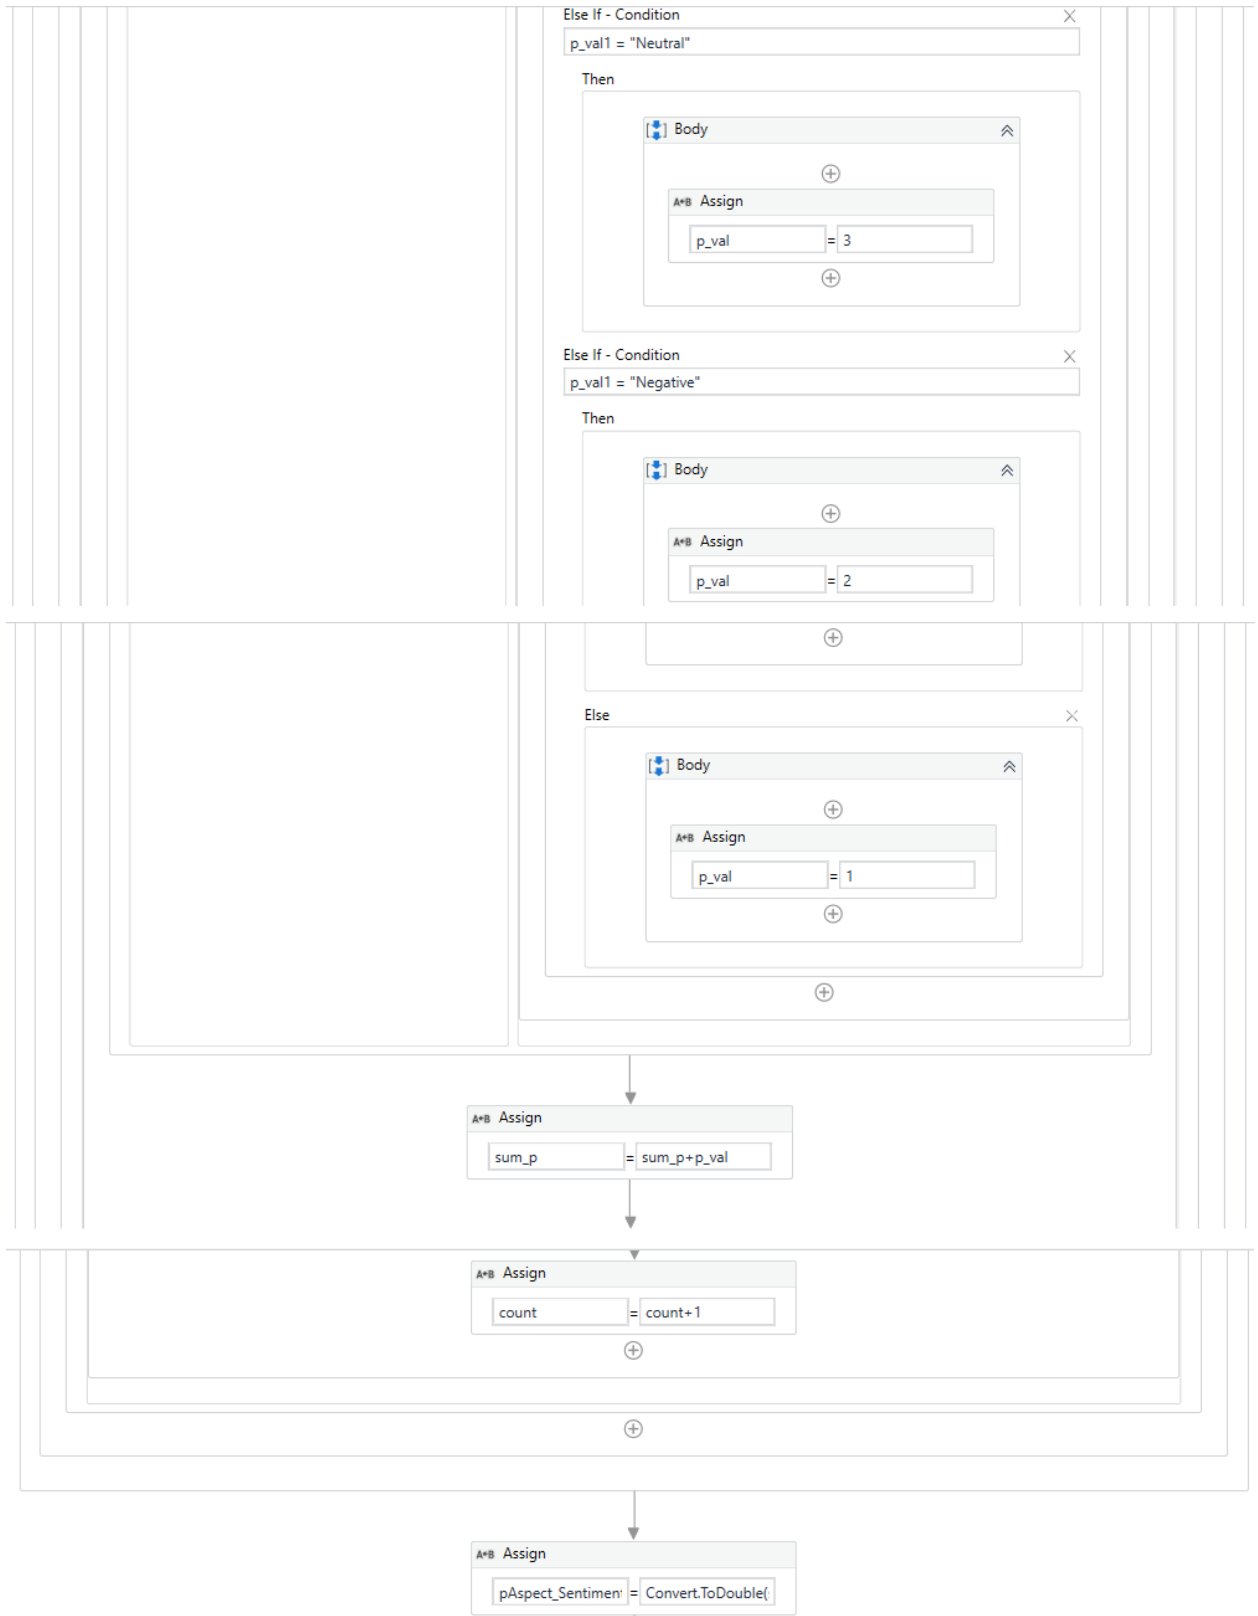 Else If - Condition
p_val1 = "Neutral"
Then
Body
A+B Assign
p_val = 3
Else If - Condition
p_val1 = "Negative"
Then
Body
A+B Assign
p_val = 2
Else
Body
A+B Assign
p_val = 1
A+B Assign
sum_p = sum_p+p_val
A+B Assign
count = count+1
A+B Assign
pAspect_Sentiment = Convert.ToDouble(